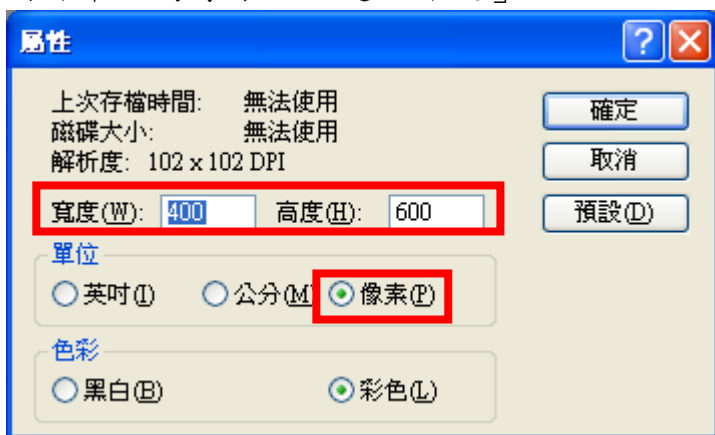 屬性
上次存檔時間: 無法使用
磁碟大小: 無法使用
解析度: 102 x 102 DPI
確定
取消
寬度(W): 400 高度(H): 600
預設(D)
單位
英吋(I) 公分(M) 像素(P)
色彩
黑白(B) 彩色(L)